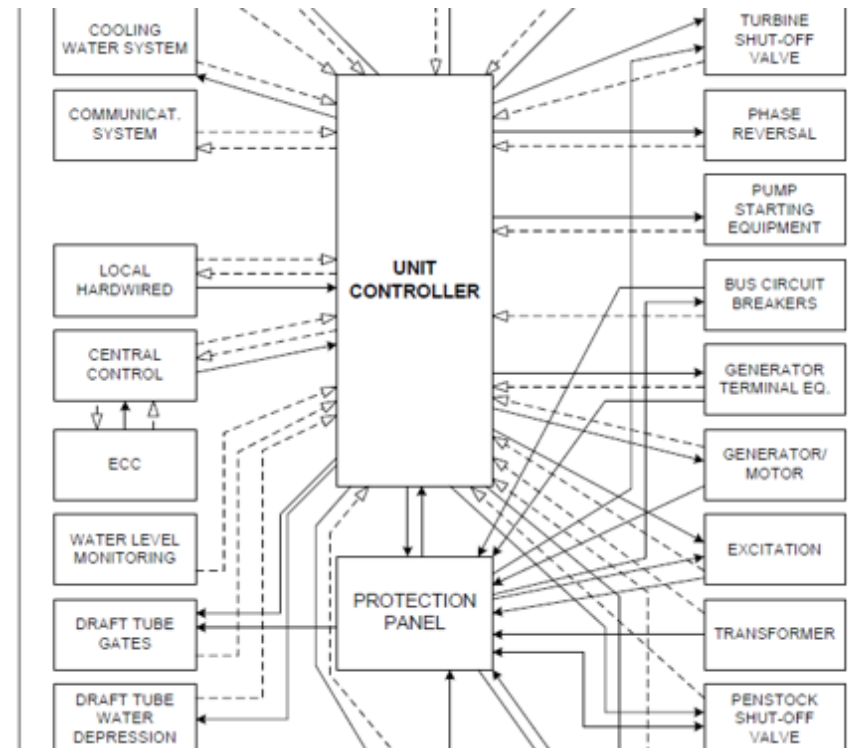 COOLING
WATER SYSTEM
COMMUNICAT.
SYSTEM
LOCAL
HARDWIRED
CENTRAL
CONTROL
ECC
WATER LEVEL
MONITORING
DRAFT TUBE
GATES
DRAFT TUBE
WATER
DEPRESSION
UNIT
CONTROLLER
PROTECTION
PANEL
TURBINE
SHUT-OFF
VALVE
PHASE
REVERSAL
PUMP
STARTING
EQUIPMENT
BUS CIRCUIT
BREAKERS
GENERATOR
TERMINAL EQ.
GENERATOR/
MOTOR
EXCITATION
TRANSFORMER
PENSTOCK
SHUT-OFF
VALVE